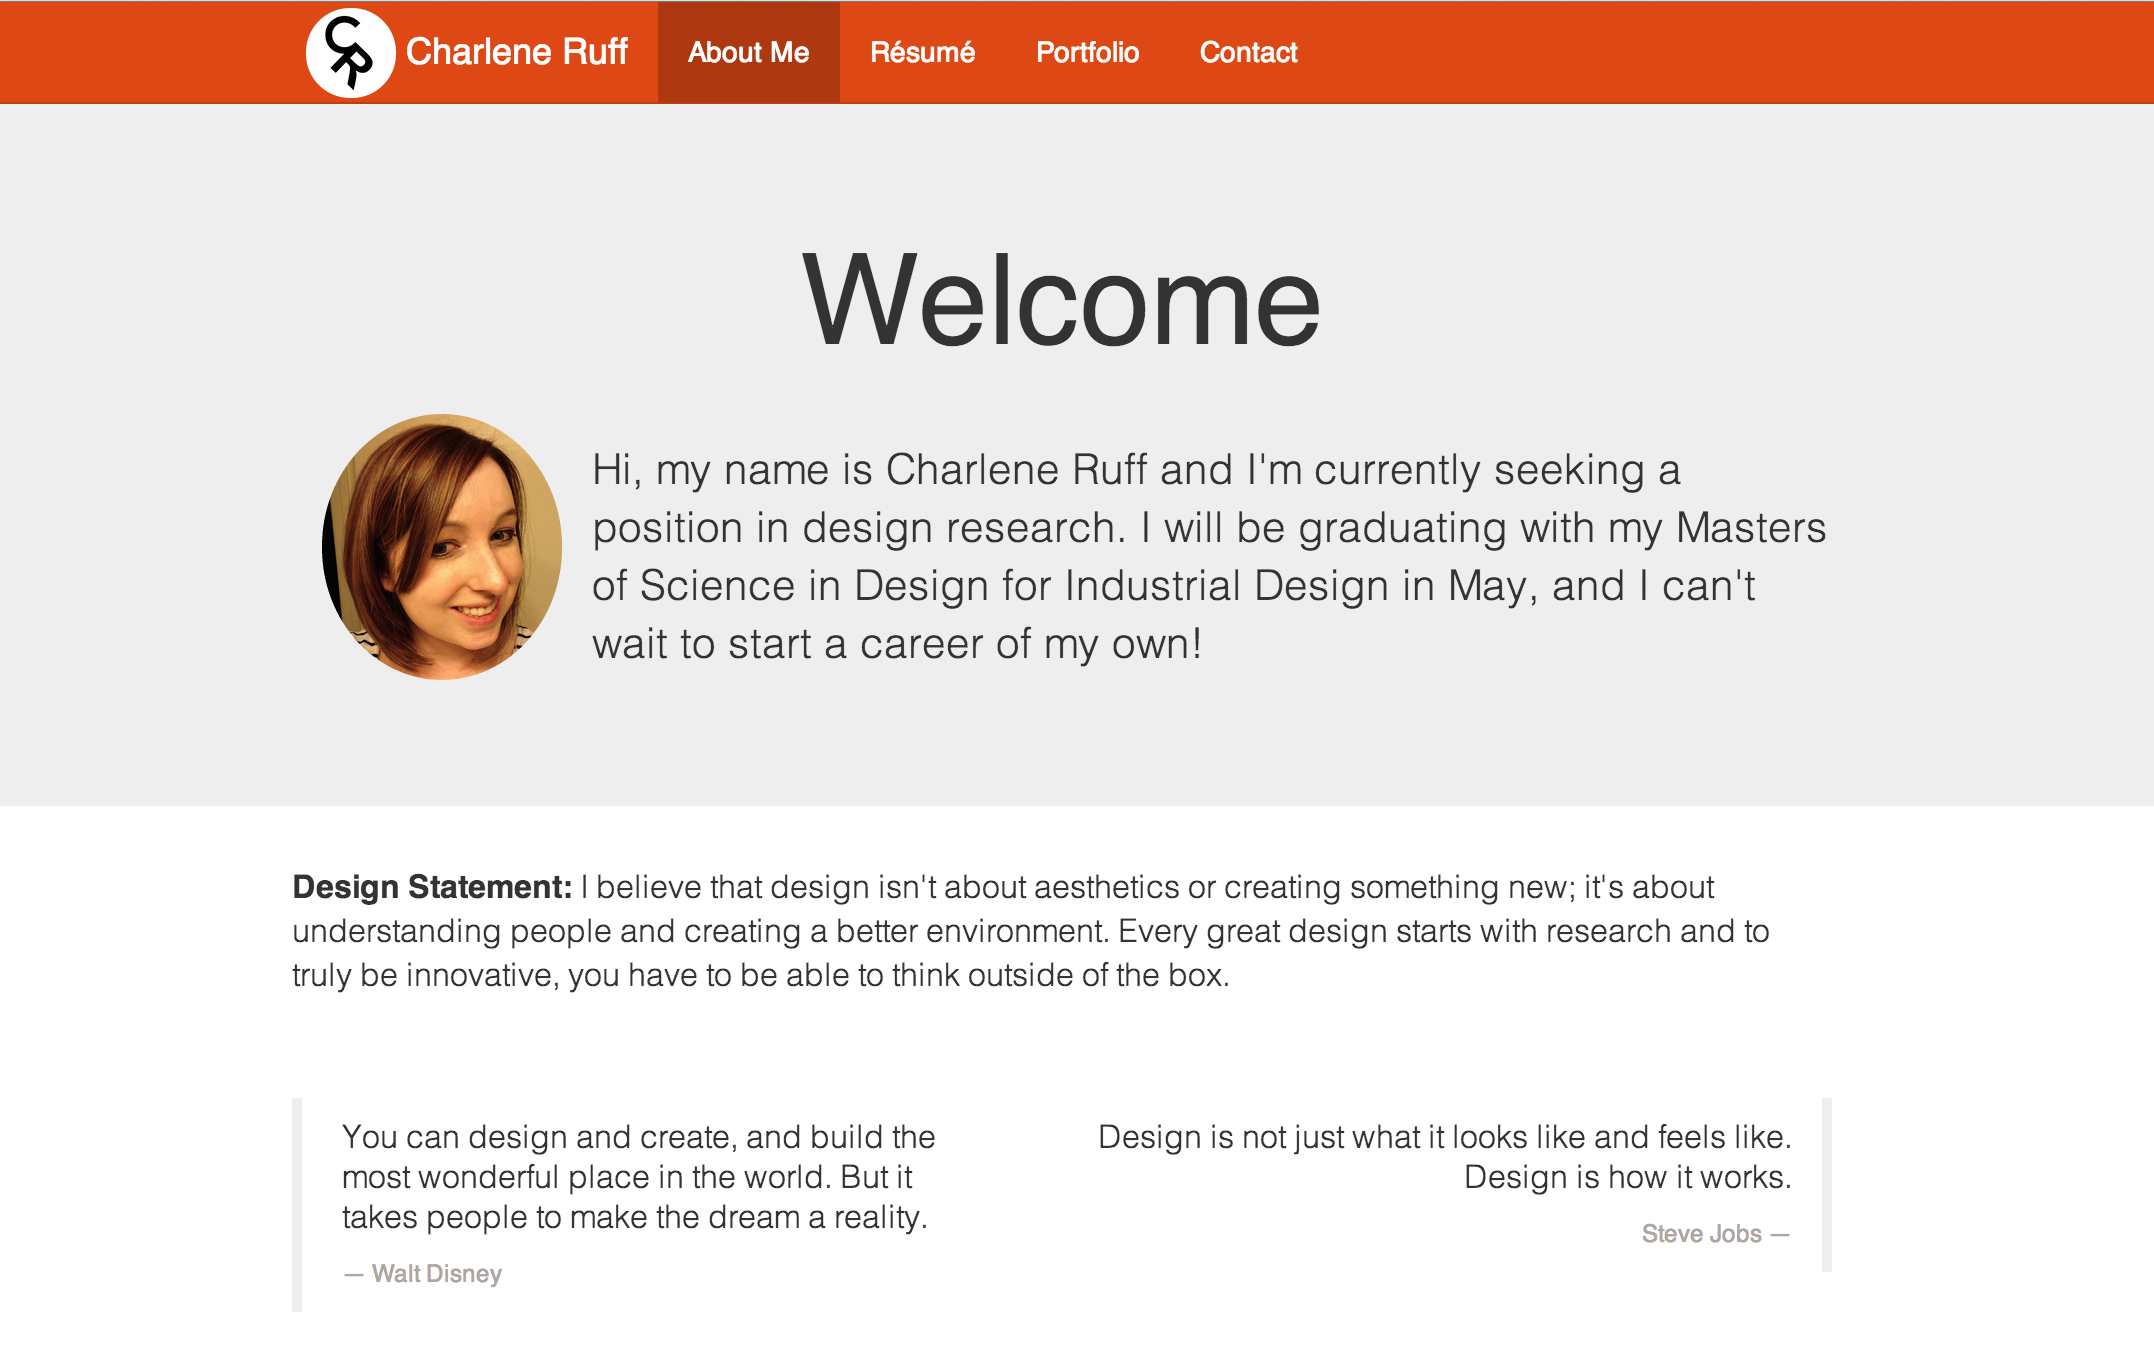 CR Charlene Ruff About Me Résumé Portfolio Contact
Welcome
Hi, my name is Charlene Ruff and I'm currently seeking a
position in design research. I will be graduating with my Masters
of Science in Design for Industrial Design in May, and I can't
wait to start a career of my own!
Design Statement: I believe that design isn't about aesthetics or creating something new; it's about
understanding people and creating a better environment. Every great design starts with research and to
truly be innovative, you have to be able to think outside of the box.
You can design and create, and build the
most wonderful place in the world. But it
takes people to make the dream a reality.
— Walt Disney
Design is not just what it looks like and feels like.
Design is how it works.
Steve Jobs —